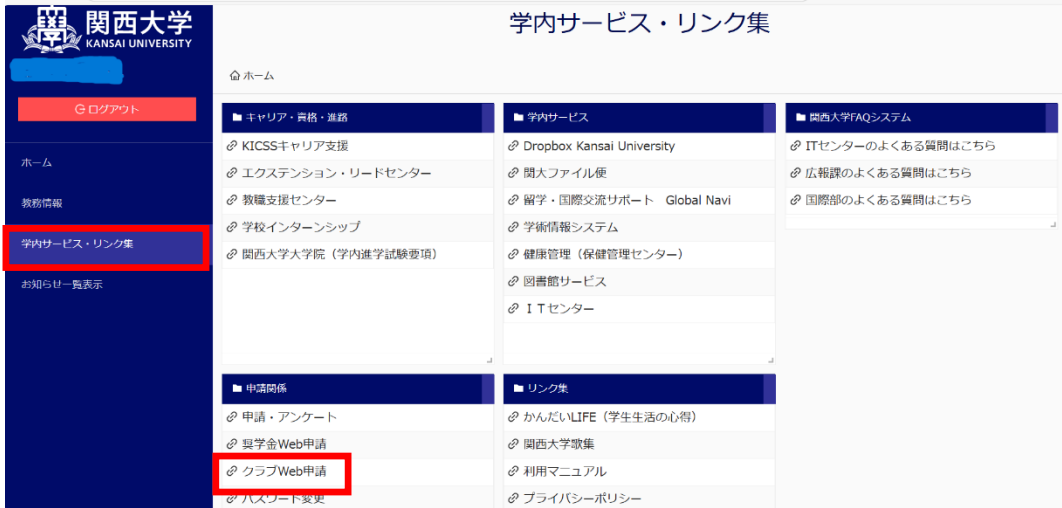 関西大学
KANSAI UNIVERSITY
ログアウト
ホーム
教務情報
学内サービス・リンク集
お知らせ一覧表示
学内サービス・リンク集
ホーム
キャリア・資格・進路
KICSSキャリア支援
エクステンション・リードセンター
教職支援センター
学校インターンシップ
関西大学大学院（学内進学試験要項）
学内サービス
Dropbox Kansai University
関大ファイル便
留学・国際交流サポート　Global Navi
学術情報システム
健康管理（保健管理センター）
図書館サービス
ＩＴセンター
関西大学FAQシステム
ITセンターのよくある質問はこちら
広報課のよくある質問はこちら
国際部のよくある質問はこちら
申請関係
申請・アンケート
奨学金Web申請
クラブWeb申請
パスワード変更
リンク集
かんだいLIFE（学生生活の心得）
関西大学歌集
利用マニュアル
プライバシーポリシー